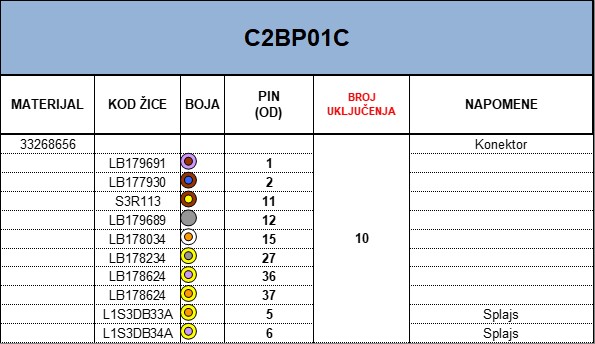 C2BP01C
MATERIJAL KOD ŽICE BOJA PIN (OD) BROJ UKLJUČENJA NAPOMENE
33268656 Konektor
LB179691 1
LB177930 2
S3R113 11
LB179689 12
LB178034 15
10
LB178234 27
LB178624 36
LB178624 37
L1S3DB33A 5 Splajs
L1S3DB34A 6 Splajs